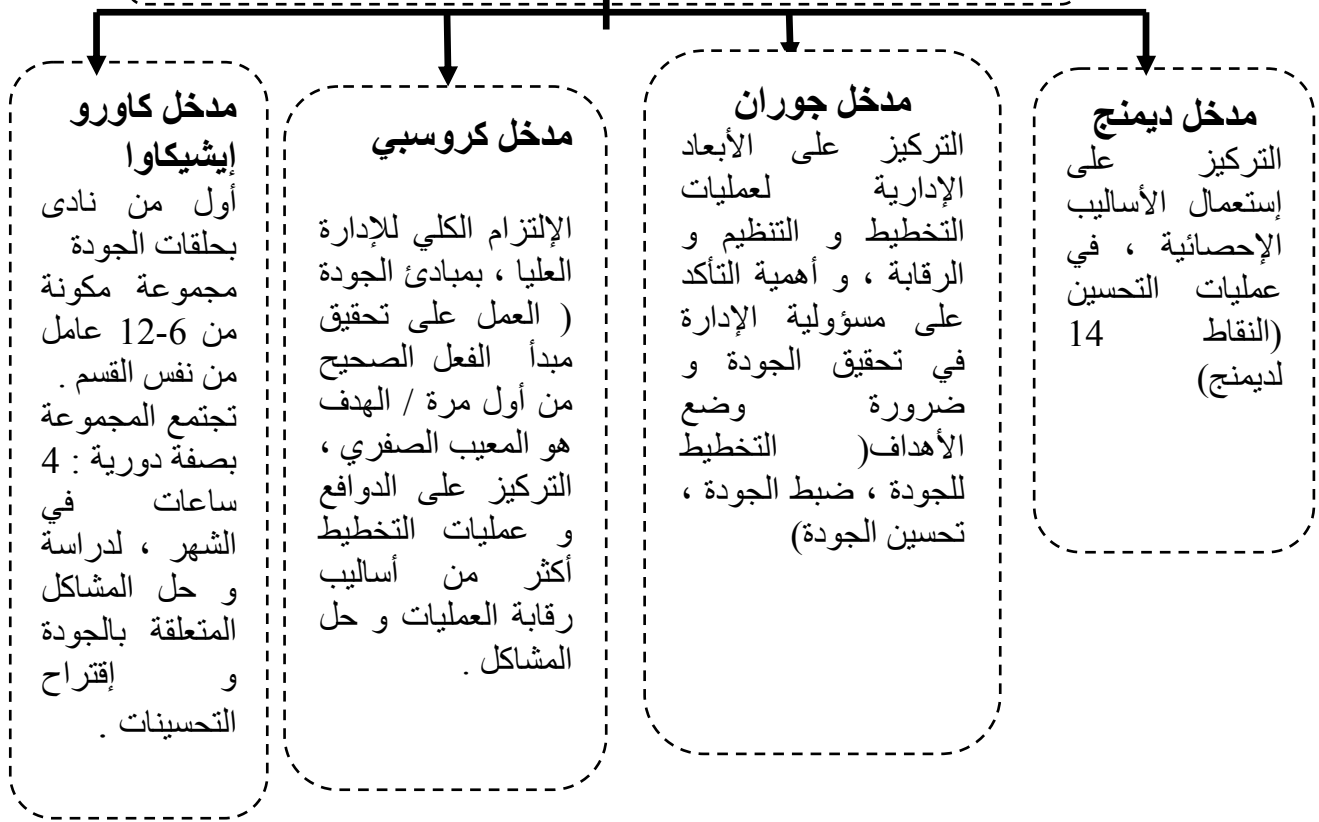 مدخل ديمنج
التركيز على
إستعمال الأساليب
الإحصائية ، في
عمليات التحسين
(النقاط 14
لديمنج)
مدخل جوران
التركيز على الأبعاد
الإدارية لعمليات
التخطيط و التنظيم و
الرقابة ، و أهمية التأكد
على مسؤولية الإدارة
في تحقيق الجودة و
ضرورة وضع
الأهداف( التخطيط
للجودة ، ضبط الجودة ،
تحسين الجودة)
مدخل كروسبي
الإلتزام الكلي للإدارة
العليا ، بمبادئ الجودة
( العمل على تحقيق
مبدأ الفعل الصحيح
من أول مرة / الهدف
هو المعيب الصفري ،
التركيز على الدوافع
و عمليات التخطيط
أكثر من أساليب
رقابة العمليات و حل
المشاكل .
مدخل كاورو
إيشيكاوا
أول من نادى
بحلقات الجودة
مجموعة مكونة
من 6-12 عامل
من نفس القسم .
تجتمع المجموعة
بصفة دورية : 4
ساعات في
الشهر ، لدراسة
و حل المشاكل
المتعلقة بالجودة
و إقتراح
التحسينات .